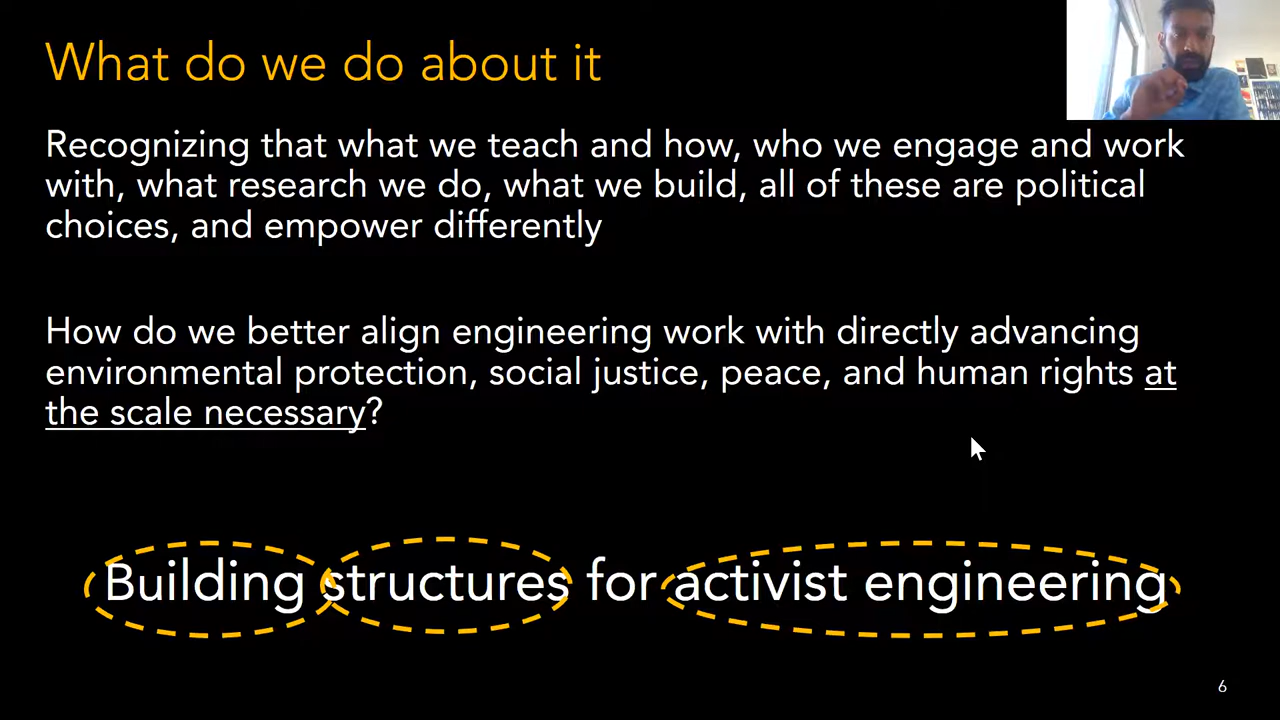 What do we do about it
Recognizing that what we teach and how, who we engage and work
with, what research we do, what we build, all of these are political
choices, and empower differently
How do we better align engineering work with directly advancing
environmental protection, social justice, peace, and human rights at
the scale necessary?
Building structures for activist engineering
6